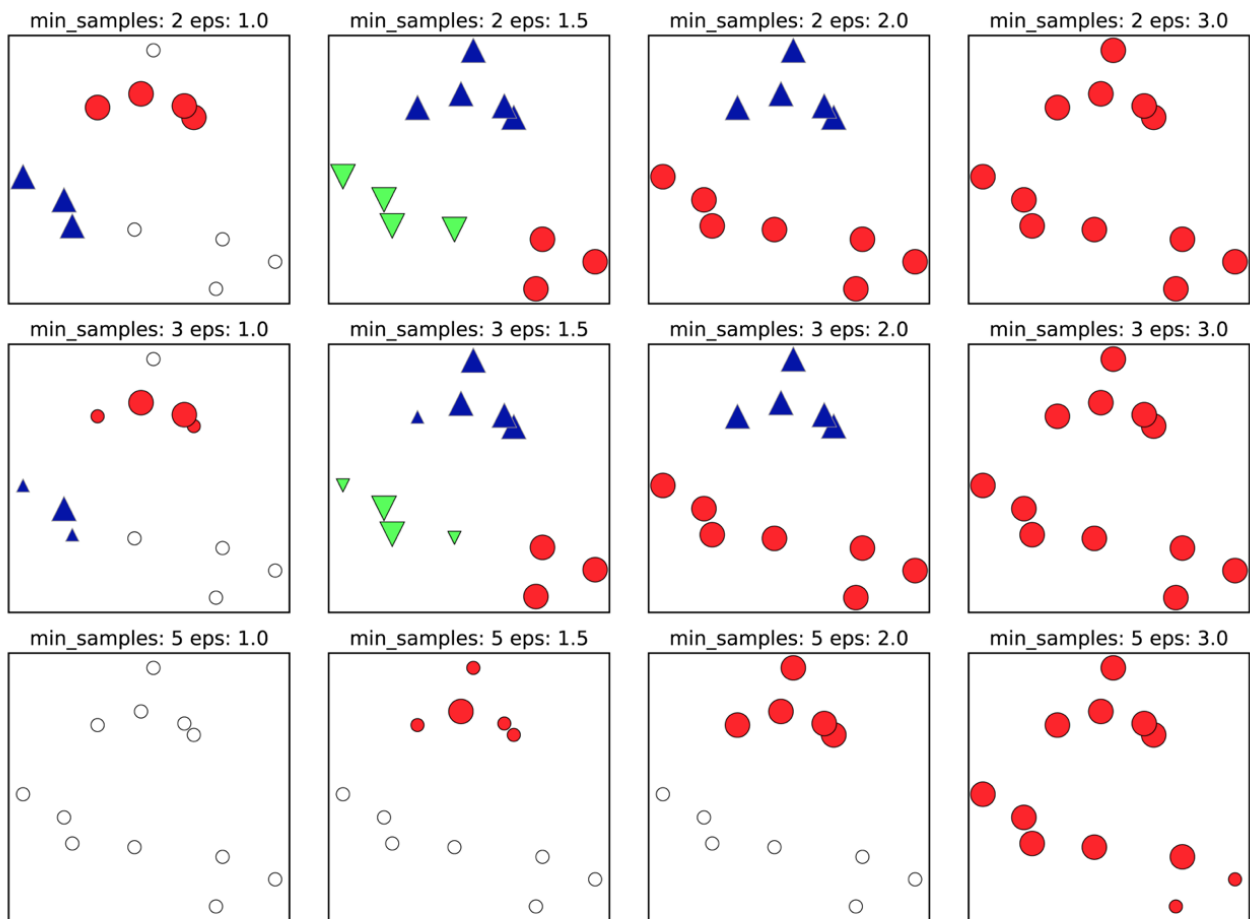 min_samples: 2 eps: 1.0
min_samples: 2 eps: 1.5
min_samples: 2 eps: 2.0
min_samples: 2 eps: 3.0
min_samples: 3 eps: 1.0
min_samples: 3 eps: 1.5
min_samples: 3 eps: 2.0
min_samples: 3 eps: 3.0
min_samples: 5 eps: 1.0
min_samples: 5 eps: 1.5
min_samples: 5 eps: 2.0
min_samples: 5 eps: 3.0